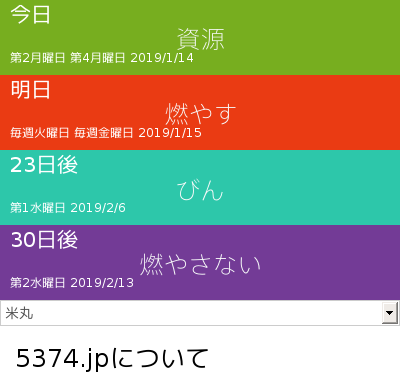 今日
資源
第2月曜日 第4月曜日 2019/1/14
明日
燃やす
毎週火曜日 毎週金曜日 2019/1/15
23日後
びん
第1水曜日 2019/2/6
30日後
燃やさない
第2水曜日 2019/2/13
米丸
5374.jpについて